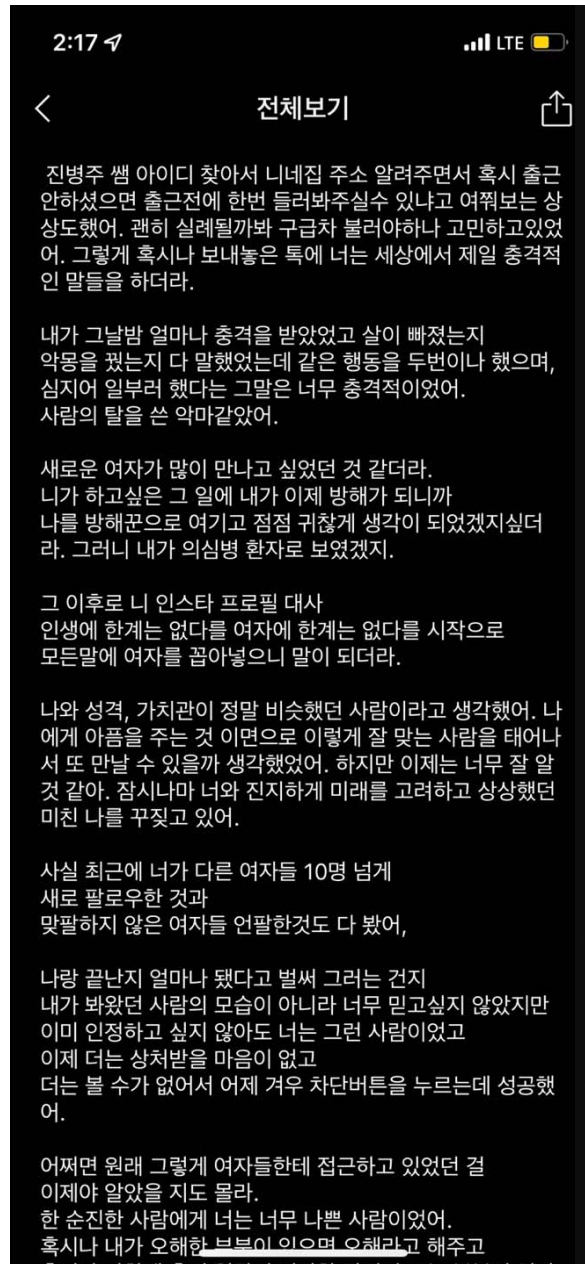 2:17
LTE
전체보기
진병주 쌤 아이디 찾아서 니네집 주소 알려주면서 혹시 출근
안하셨으면 출근전에 한번 들러봐주실수 있냐고 여쭤보는 상
상도했어. 괜히 실례될까봐 구급차 불러야하나 고민하고있었
어. 그렇게 혹시나 보내놓은 톡에 너는 세상에서 제일 충격적
인 말들을 하더라.
내가 그날밤 얼마나 충격을 받았었고 살이 빠졌는지
악몽을 꿨는지 다 말했었는데 같은 행동을 두번이나 했으며,
심지어 일부러 했다는 그말은 너무 충격적이었어.
사람의 탈을 쓴 악마같았어.
새로운 여자가 많이 만나고 싶었던 것 같더라.
니가 하고싶은 그 일에 내가 이제 방해가 되니까
나를 방해꾼으로 여기고 점점 귀찮게 생각이 되었겠지싶더
라. 그러니 내가 의심병 환자로 보였겠지.
그 이후로 니 인스타 프로필 대사
인생에 한계는 없다를 여자에 한계는 없다를 시작으로
모든말에 여자를 꼽아넣으니 말이 되더라.
나와 성격, 가치관이 정말 비슷했던 사람이라고 생각했어. 나
에게 아픔을 주는 것 이면으로 이렇게 잘 맞는 사람을 태어나
서 또 만날 수 있을까 생각했었어. 하지만 이제는 너무 잘 알
것 같아. 잠시나마 너와 진지하게 미래를 고려하고 상상했던
미친 나를 꾸짖고 있어.
사실 최근에 너가 다른 여자들 10명 넘게
새로 팔로우한 것과
맞팔하지 않은 여자들 언팔한것도 다 봤어,
나랑 끝난지 얼마나 됐다고 벌써 그러는 건지
내가 봐왔던 사람의 모습이 아니라 너무 믿고싶지 않았지만
이미 인정하고 싶지 않아도 너는 그런 사람이었고
이제 더는 상처받을 마음이 없고
더는 볼 수가 없어서 어제 겨우 차단버튼을 누르는데 성공했
어.
어쩌면 원래 그렇게 여자들한테 접근하고 있었던 걸
이제야 알았을 지도 몰라.
한 순진한 사람에게 너는 너무 나쁜 사람이었어.
혹시나 내가 오해한 부분이 있으면 오해라고 해주고